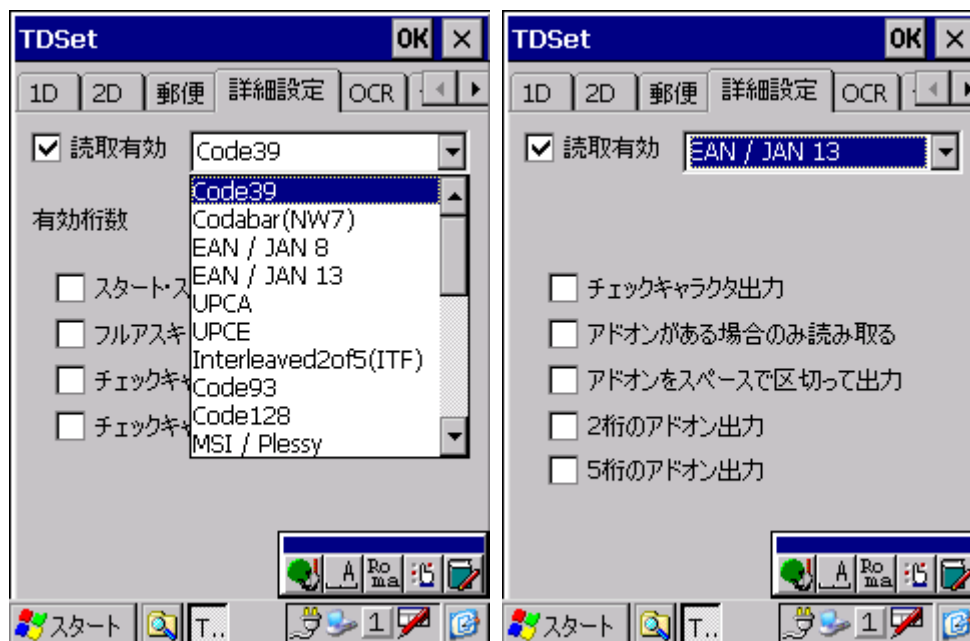 TDSet OK
1D 2D 郵便 詳細設定 OCR
読取有効 Code39
Code39
有効桁数
Codabar(NW7)
EAN / JAN 8
EAN / JAN 13
スタート・ス
UPCA
フルアスキ
UPCE
Interleaved2of5(ITF)
チェックキャ
Code93
Code128
チェックキャ
MSI / Plessy
A Ro ma
スタート T.. 1
TDSet OK
1D 2D 郵便 詳細設定 OCR
読取有効 EAN / JAN 13
チェックキャラクタ出力
アドオンがある場合のみ読み取る
アドオンをスペースで区切って出力
2桁のアドオン出力
5桁のアドオン出力
A Ro ma
スタート T.. 1